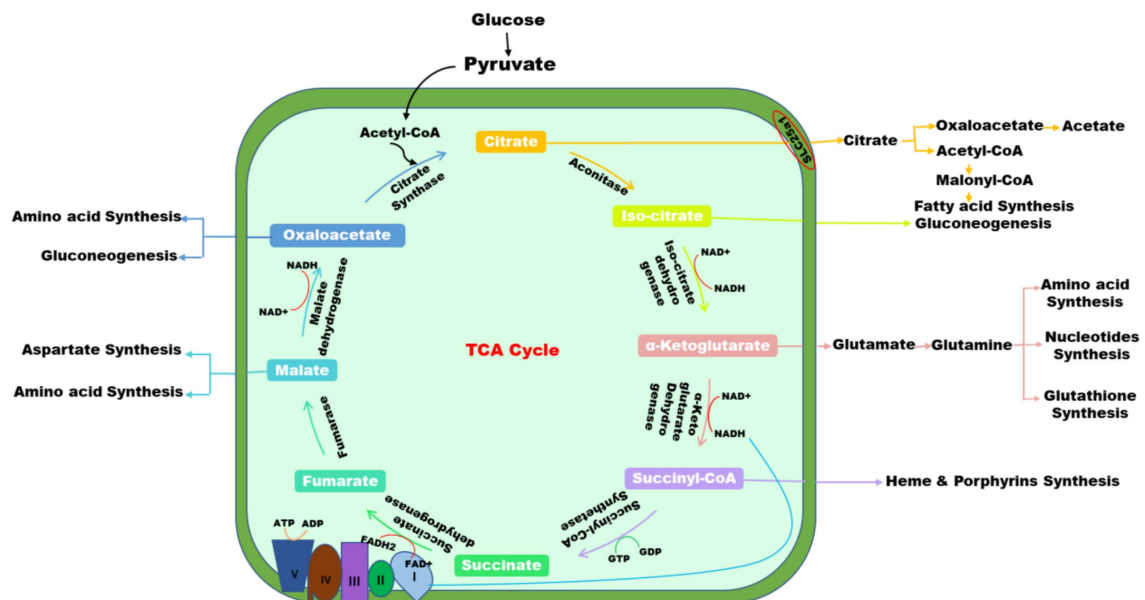 Glucose
Pyruvate
Acetyl-CoA
Citrate
Synthase
Citrate
Aconitase
SLC25a1
Citrate
Oxaloacetate
Acetate
Acetyl-CoA
Malonyl-CoA
Fatty acid Synthesis
Gluconeogenesis
Iso-citrate
Iso-citrate
dehydro
genase
NAD+
NADH
Amino acid Synthesis
Gluconeogenesis
Oxaloacetate
NADH
NAD+
Malate
dehydrogenase
TCA Cycle
α-Ketoglutarate
Glutamate
Glutamine
Amino acid
Synthesis
Nucleotides
Synthesis
Glutathione
Synthesis
Aspartate Synthesis
Amino acid Synthesis
Malate
α-Keto
glutarate
Dehydro
genase
NAD+
NADH
Fumarase
Fumarate
Succinyl-CoA
Heme & Porphyrins Synthesis
Succinyl-CoA
Synthetase
GTP
GDP
Succinate
Succinate
dehydrogenase
FADH2
FAD+
ATP
ADP
V
IV
III
II
I